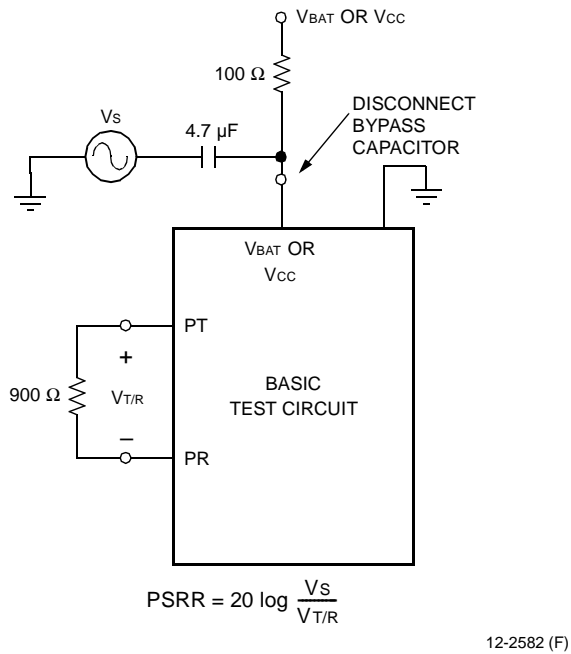 VBAT OR VCC
100 Ω
DISCONNECT
BYPASS
CAPACITOR
VS
4.7 µF
VBAT OR
VCC
PT
+
900 Ω
VT/R
BASIC
TEST CIRCUIT
–
PR
PSRR = 20 log VS
VT/R
12-2582 (F)